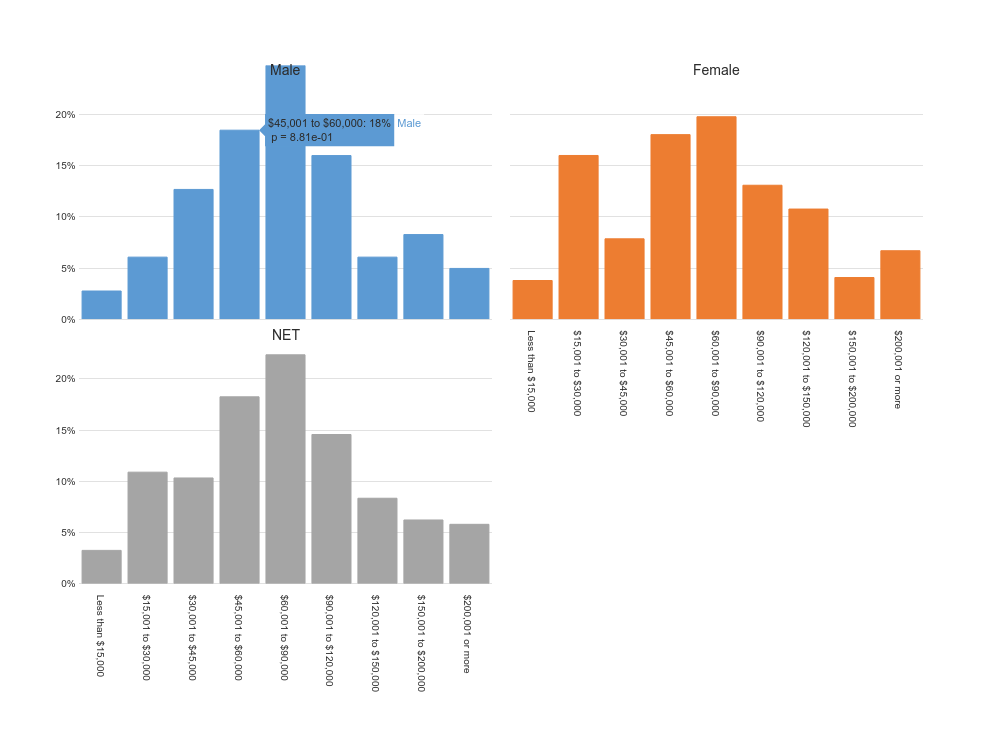 Male
20%
15%
10%
5%
0%
$45,001 to $60,000: 18% Male
p = 8.81e-01
Female
Less than $15,000
$15,001 to $30,000
$30,001 to $45,000
$45,001 to $60,000
$60,001 to $90,000
$90,001 to $120,000
$120,001 to $150,000
$150,001 to $200,000
$200,001 or more
NET
20%
15%
10%
5%
0%
Less than $15,000
$15,001 to $30,000
$30,001 to $45,000
$45,001 to $60,000
$60,001 to $90,000
$90,001 to $120,000
$120,001 to $150,000
$150,001 to $200,000
$200,001 or more